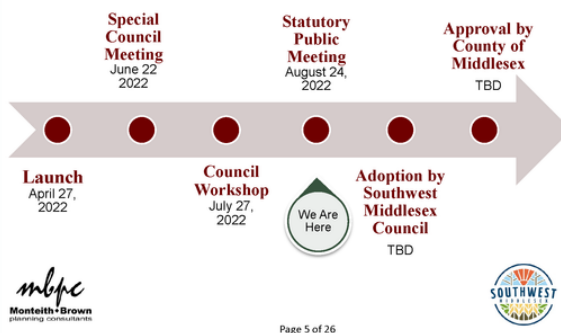 Special
Council
Meeting
June 22
2022
Statutory
Public
Meeting
August 24,
2022
Approval by
County of
Middlesex
TBD
Launch
April 27,
2022
Council
Workshop
July 27,
2022
We Are
Here
Adoption by
Southwest
Middlesex
Council
TBD
mbpc
Monteith•Brown
planning consultants
SOUTHWEST
MIDDLESEX
Page 5 of 26